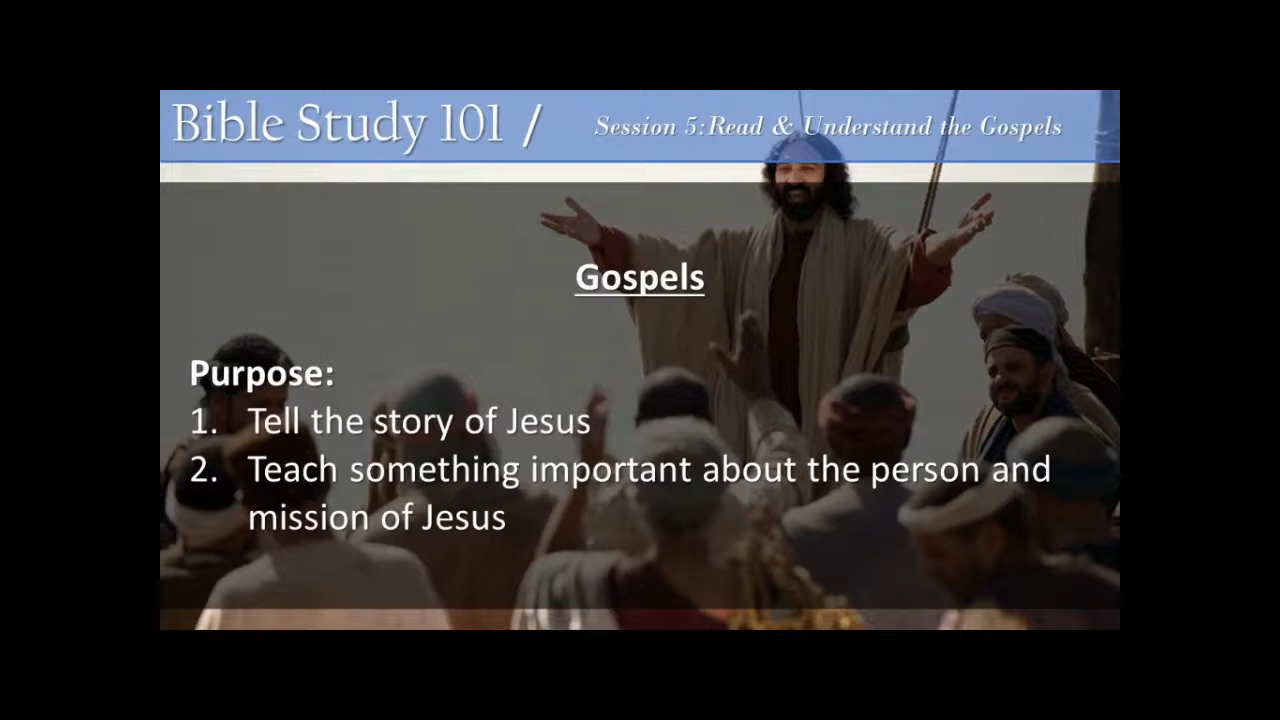 Bible Study 101 / Session 5:Read & Understand the Gospels
Gospels
Purpose:
1. Tell the story of Jesus
2. Teach something important about the person and
mission of Jesus